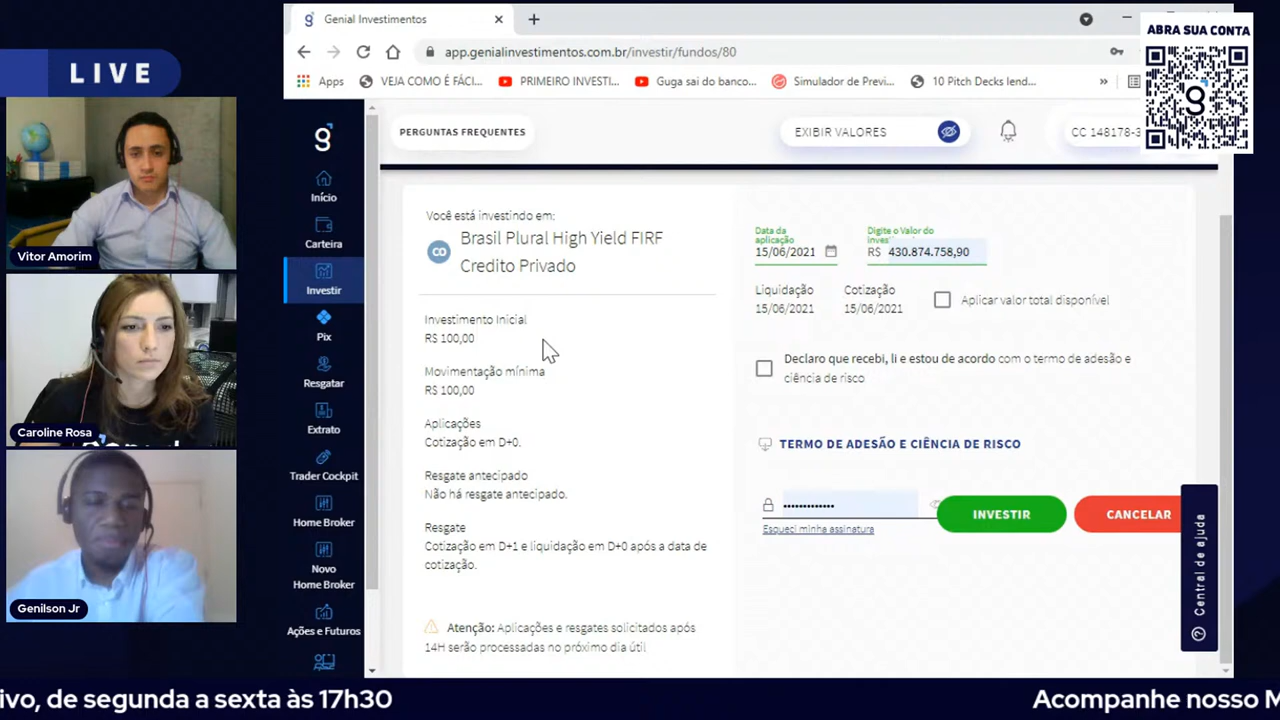 LIVE
Vitor Amorim
Caroline Rosa
Genilson Jr
Genial Investimentos
app.genialinvestimentos.com.br/investir/fundos/80
Apps
VEJA COMO É FÁCI...
PRIMEIRO INVESTI...
Guga sai do banco...
Simulador de Previ...
10 Pitch Decks lend...
»
ABRA SUA CONTA
g
g
PERGUNTAS FREQUENTES
EXIBIR VALORES
CC 148178-3
Início
Carteira
Investir
Pix
Resgatar
Extrato
Trader Cockpit
Home Broker
Novo
Home Broker
Ações e Futuros
Você está investindo em:
CO
Brasil Plural High Yield FIRF
Credito Privado
Investimento Inicial
R$ 100,00
Movimentação mínima
R$ 100,00
Aplicações
Cotização em D+0.
Resgate antecipado
Não há resgate antecipado.
Resgate
Cotização em D+1 e liquidação em D+0 após a data de
cotização.
Atenção: Aplicações e resgates solicitados após
14H serão processadas no próximo dia útil
Data da
aplicação
15/06/2021
Digite o Valor do
inves
R$ 430.874.758,90
Liquidação
15/06/2021
Cotização
15/06/2021
Aplicar valor total disponível
Declaro que recebi, li e estou de acordo com o termo de adesão e
ciência de risco
TERMO DE ADESÃO E CIÊNCIA DE RISCO
•••••••••••••
Esqueci minha assinatura
INVESTIR
CANCELAR
Central de ajuda
ivo, de segunda a sexta às 17h30
Acompanhe nosso M